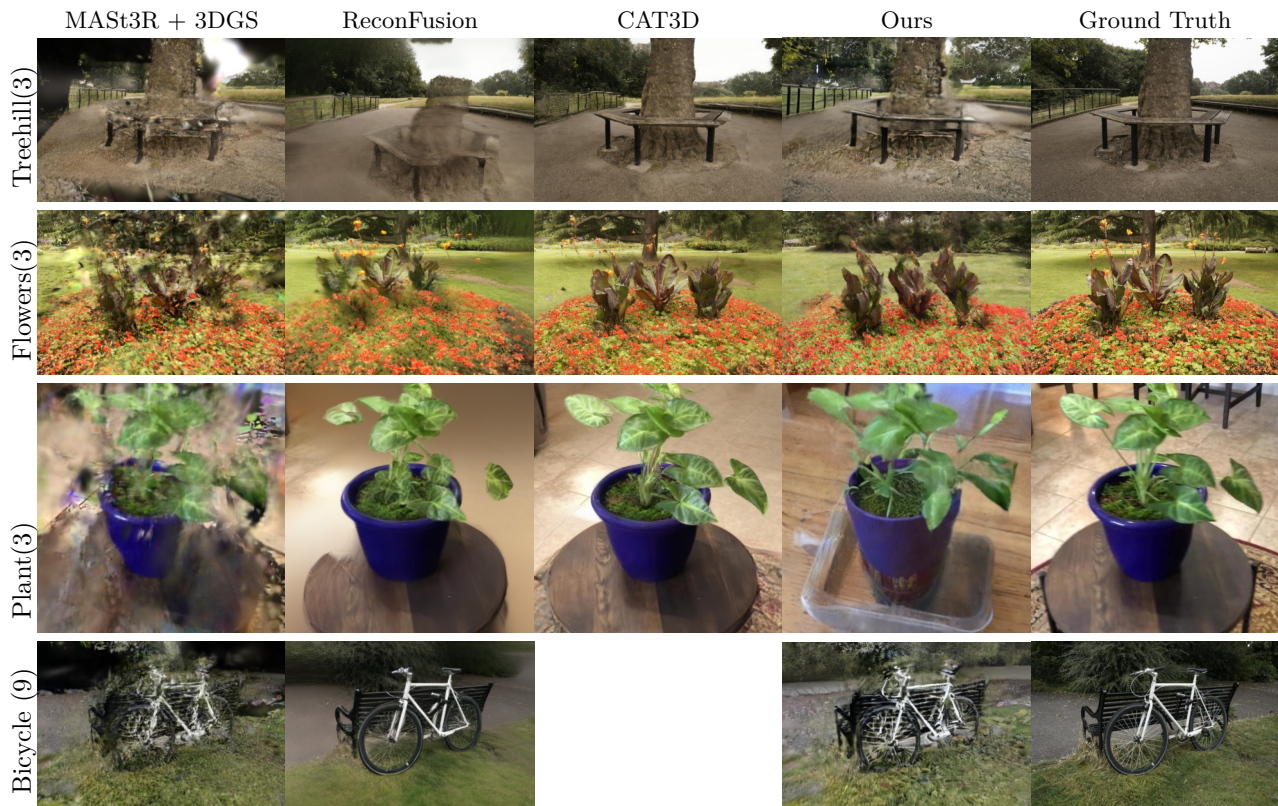 MASt3R + 3DGS
ReconFusion
CAT3D
Ours
Ground Truth
Treehill(3)
Flowers(3)
Plant(3)
Bicycle (9)